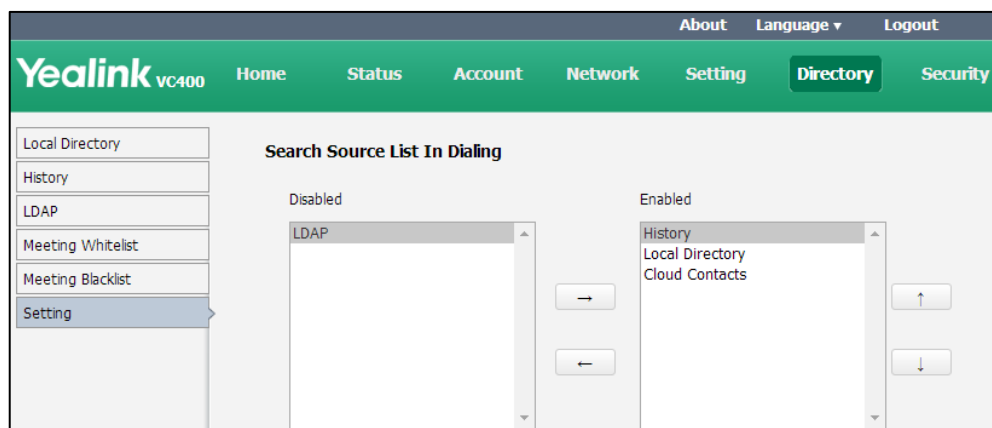 About Language ▾ Logout
Yealink VC400 Home Status Account Network Setting Directory Security
Local Directory
History
LDAP
Meeting Whitelist
Meeting Blacklist
Setting
Search Source List In Dialing
Disabled
LDAP
→
←
Enabled
History
Local Directory
Cloud Contacts
↑
↓